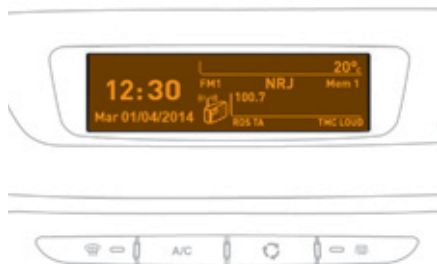 20°c
FM1 NRJ Mem 1
12:30
100.7
Mar 01/04/2014
RDS TA TMC LOUD
A/C